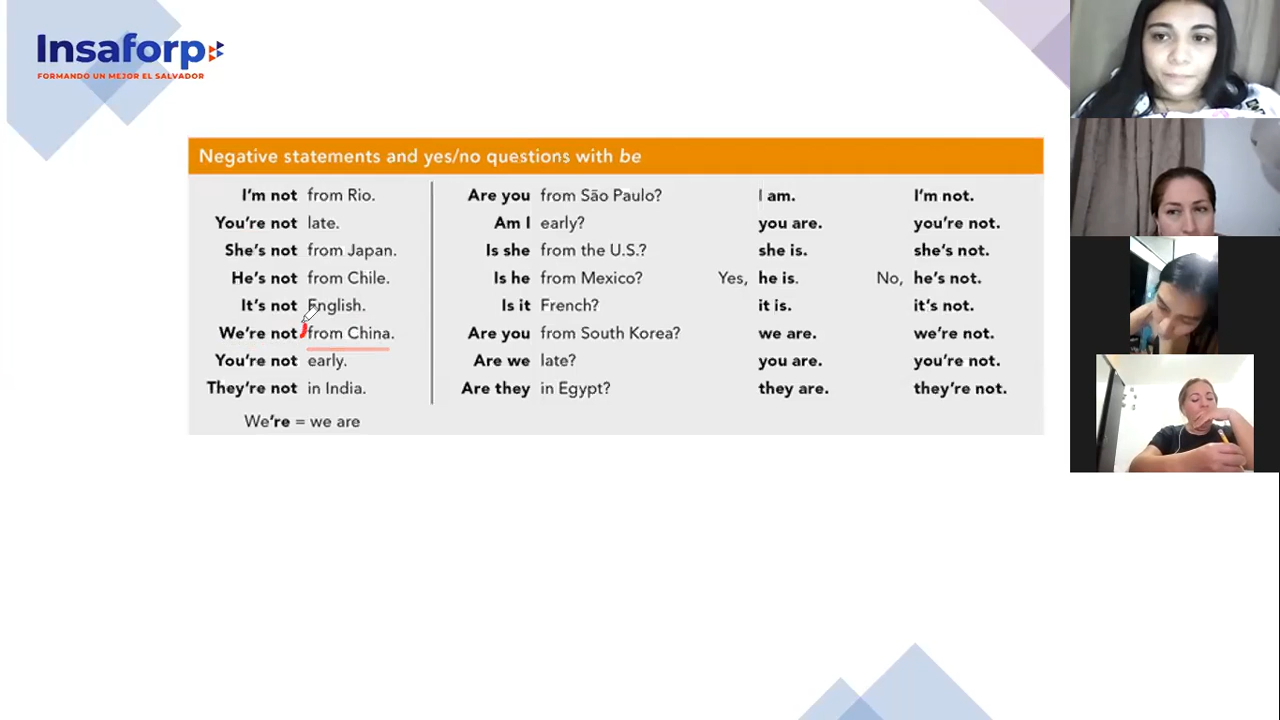 Insaforp
FORMANDO UN MEJOR EL SALVADOR
Negative statements and yes/no questions with be
I'm not from Rio. Are you from São Paulo? I am. I'm not.
You're not late. Am I early? you are. you're not.
She's not from Japan. Is she from the U.S.? she is. she's not.
He's not from Chile. Is he from Mexico? Yes, he is. No, he's not.
It's not English. Is it French? it is. it's not.
We're not from China. Are you from South Korea? we are. we're not.
You're not early. Are we late? you are. you're not.
They're not in India. Are they in Egypt? they are. they're not.
We're = we are